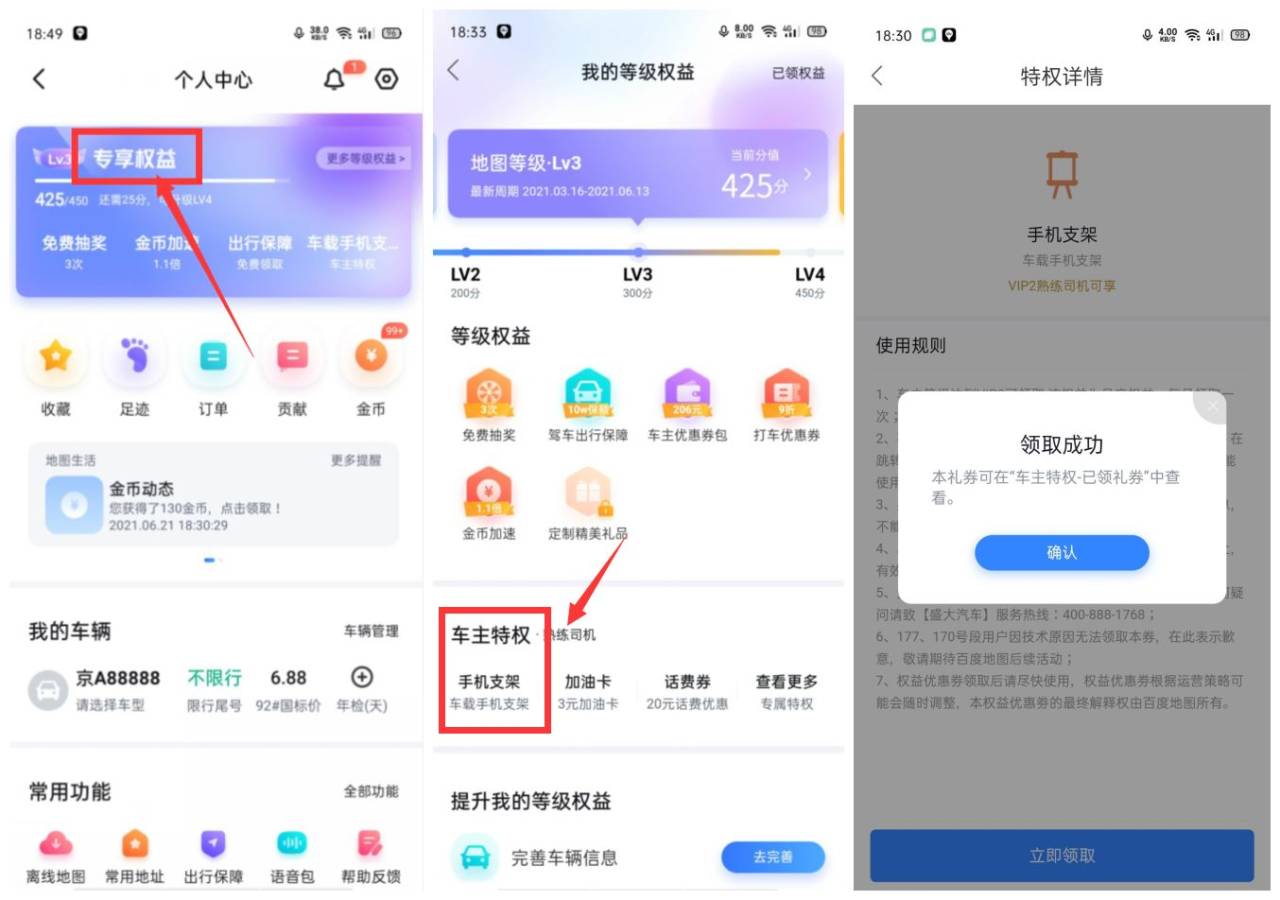 18:49
38.0 KB/S
4G
96
个人中心
1
Lv3 专享权益
更多等级权益 >
425/450 还需25分，
升级LV4
免费抽奖
金币加速
出行保障
车载手机支...
3次
1.1倍
免费领取
车主特权
99+
收藏
足迹
订单
贡献
金币
地图生活
更多提醒
金币动态
您获得了130金币，点击领取！
2021.06.21 18:30:29
我的车辆
车辆管理
京A88888
不限行
6.88
请选择车型
限行尾号
92#国标价
年检(天)
常用功能
全部功能
离线地图
常用地址
出行保障
语音包
帮助反馈
18:33
8.00 KB/S
4G
98
我的等级权益
已领权益
地图等级·Lv3
当前分值
最新周期 2021.03.16-2021.06.13
425分
LV2
LV3
LV4
200分
300分
450分
等级权益
3次
10w保额
206元
9折
免费抽奖
驾车出行保障
车主优惠券包
打车优惠券
1.1倍
金币加速
定制精美礼品
车主特权 · 熟练司机
手机支架
加油卡
话费券
查看更多
车载手机支架
3元加油卡
20元话费优惠
专属特权
提升我的等级权益
完善车辆信息
去完善
18:30
4.00 KB/S
4G
98
特权详情
手机支架
车载手机支架
VIP2熟练司机可享
使用规则
1、
一
次；
2、
在
跳转
能
使用
3、
不能
4、
有效
5、
疑
领取成功
本礼券可在“车主特权-已领礼券”中查
看。
确认
问请致【盛大汽车】服务热线：400-888-1768；
6、177、170号段用户因技术原因无法领取本券，在此表示歉
意，敬请期待百度地图后续活动；
7、权益优惠券领取后请尽快使用，权益优惠券根据运营策略可
能会随时调整，本权益优惠劵的最终解释权由百度地图所有。
立即领取